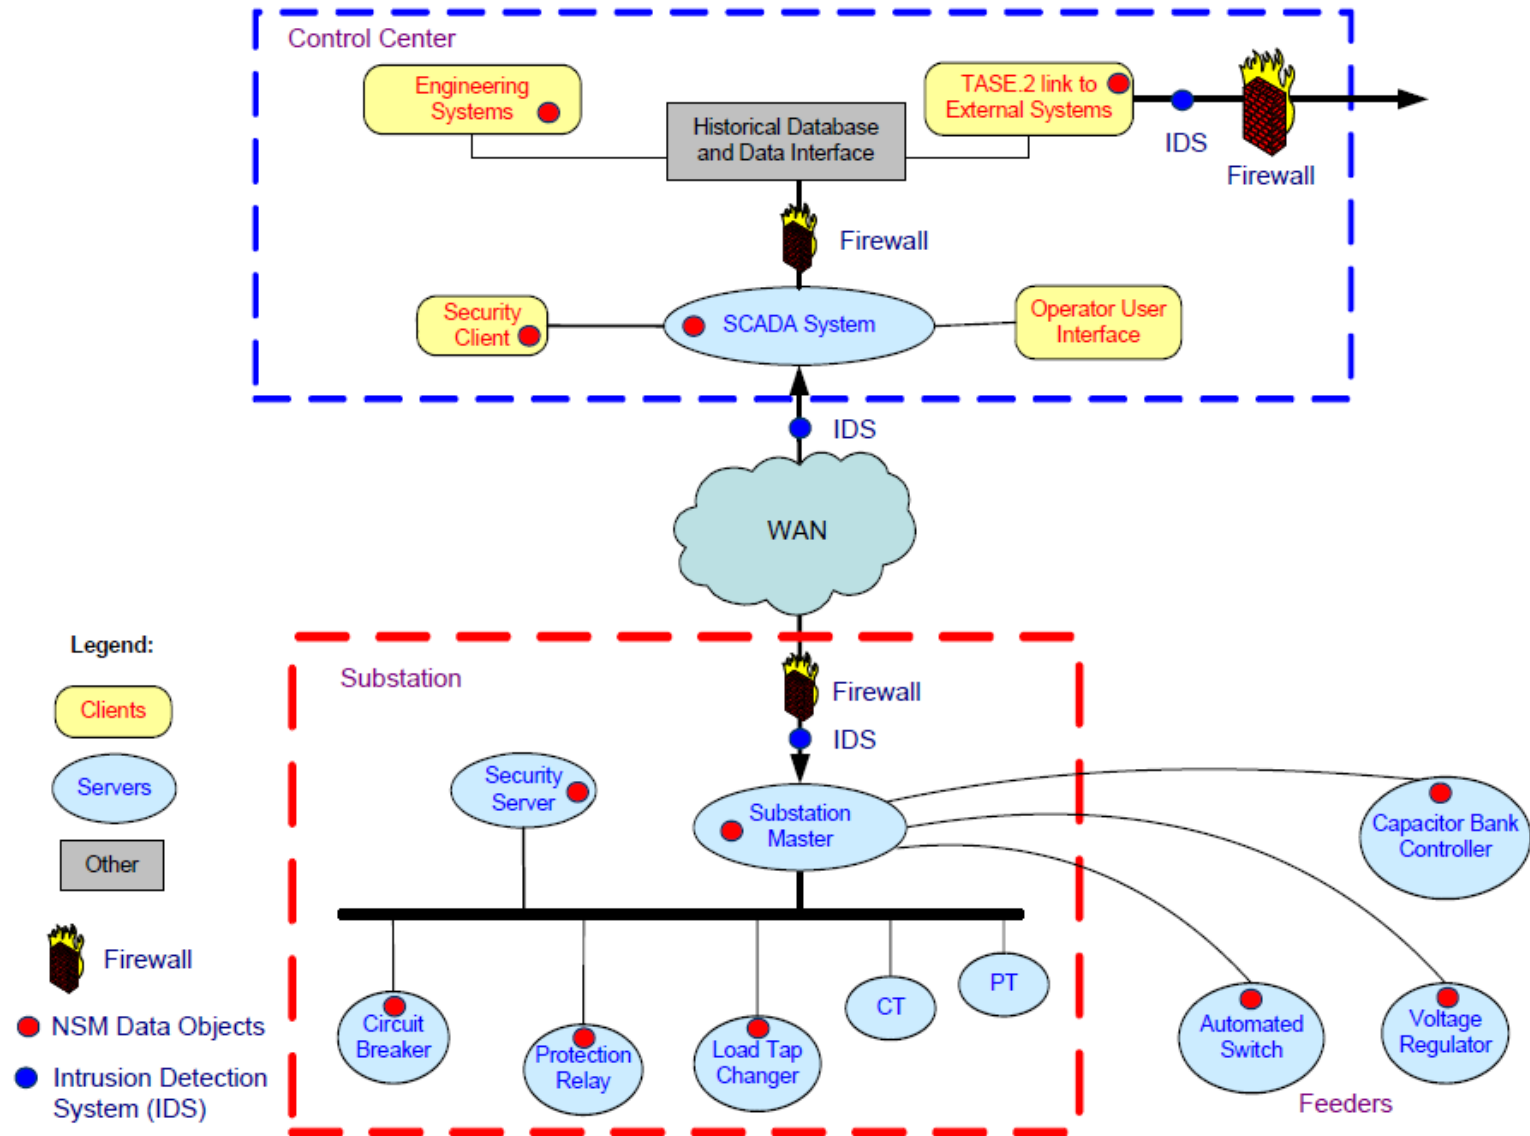 Control Center
Engineering
Systems
Historical Database
and Data Interface
TASE.2 link to
External Systems
IDS
Firewall
Firewall
Security
Client
SCADA System
Operator User
Interface
IDS
WAN
Legend:
Clients
Servers
Other
Firewall
NSM Data Objects
Intrusion Detection
System (IDS)
Substation
Firewall
IDS
Security
Server
Substation
Master
Circuit
Breaker
Protection
Relay
Load Tap
Changer
CT
PT
Capacitor Bank
Controller
Automated
Switch
Voltage
Regulator
Feeders